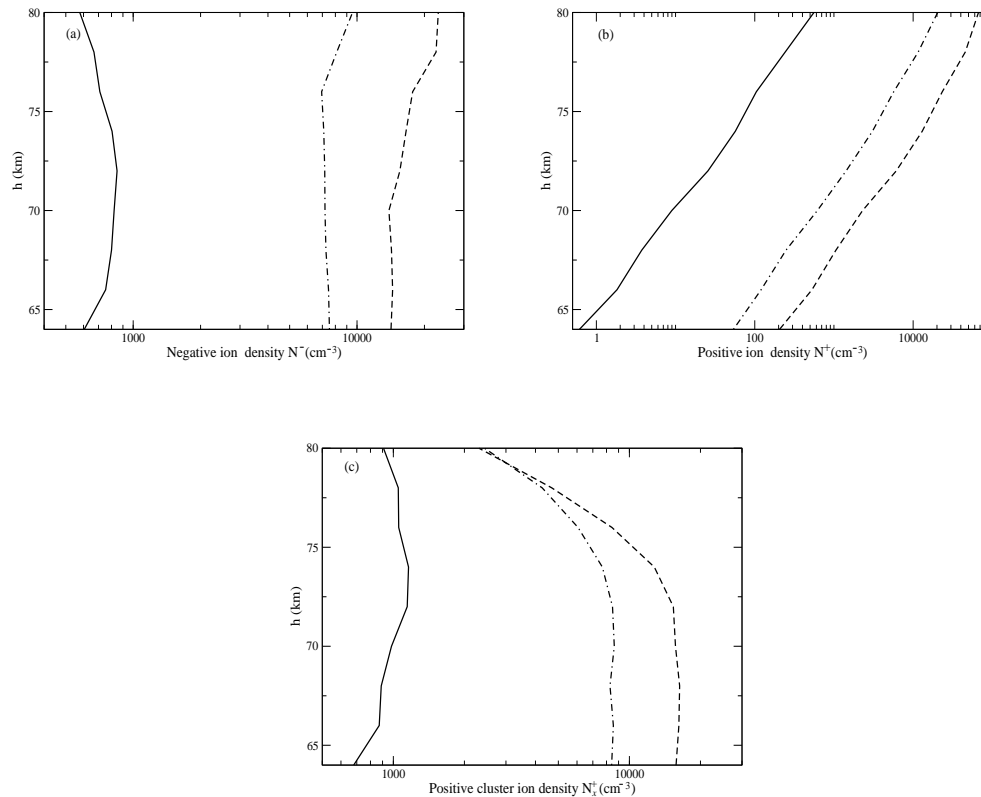 80
(a)
75
h (km)
70
65
1000
10000
Negative ion density N⁻(cm⁻³)
80
(b)
75
h (km)
70
65
1
100
10000
Positive ion density N⁺(cm⁻³)
80
(c)
75
h (km)
70
65
1000
10000
Positive cluster ion density Nₓ⁺(cm⁻³)